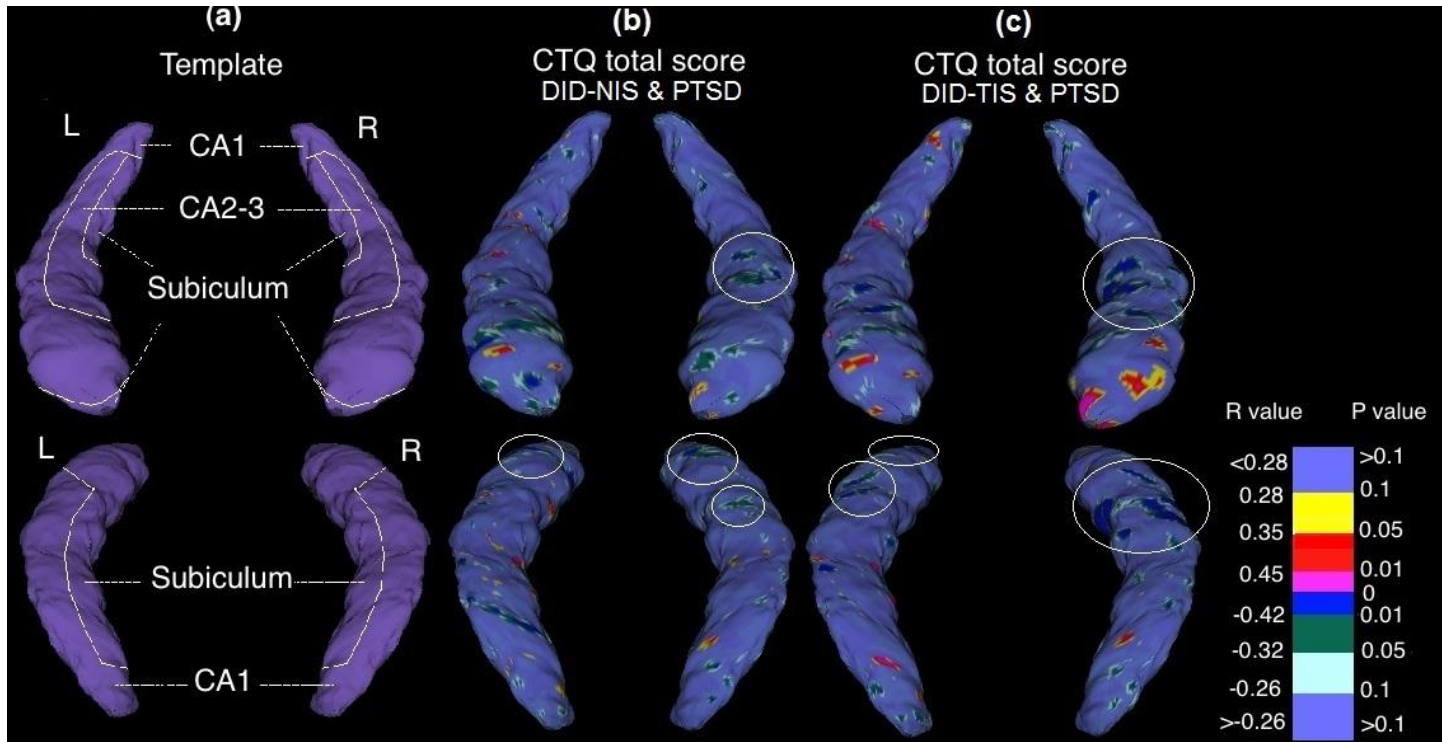 (a)
Template
L
R
CA1
CA2-3
Subiculum
L
R
Subiculum
CA1
(b)
CTQ total score
DID-NIS & PTSD
(c)
CTQ total score
DID-TIS & PTSD
R value P value
<0.28 >0.1
0.28 0.1
0.35 0.05
0.45 0.01
0
-0.42 0.01
-0.32 0.05
-0.26 0.1
>-0.26 >0.1